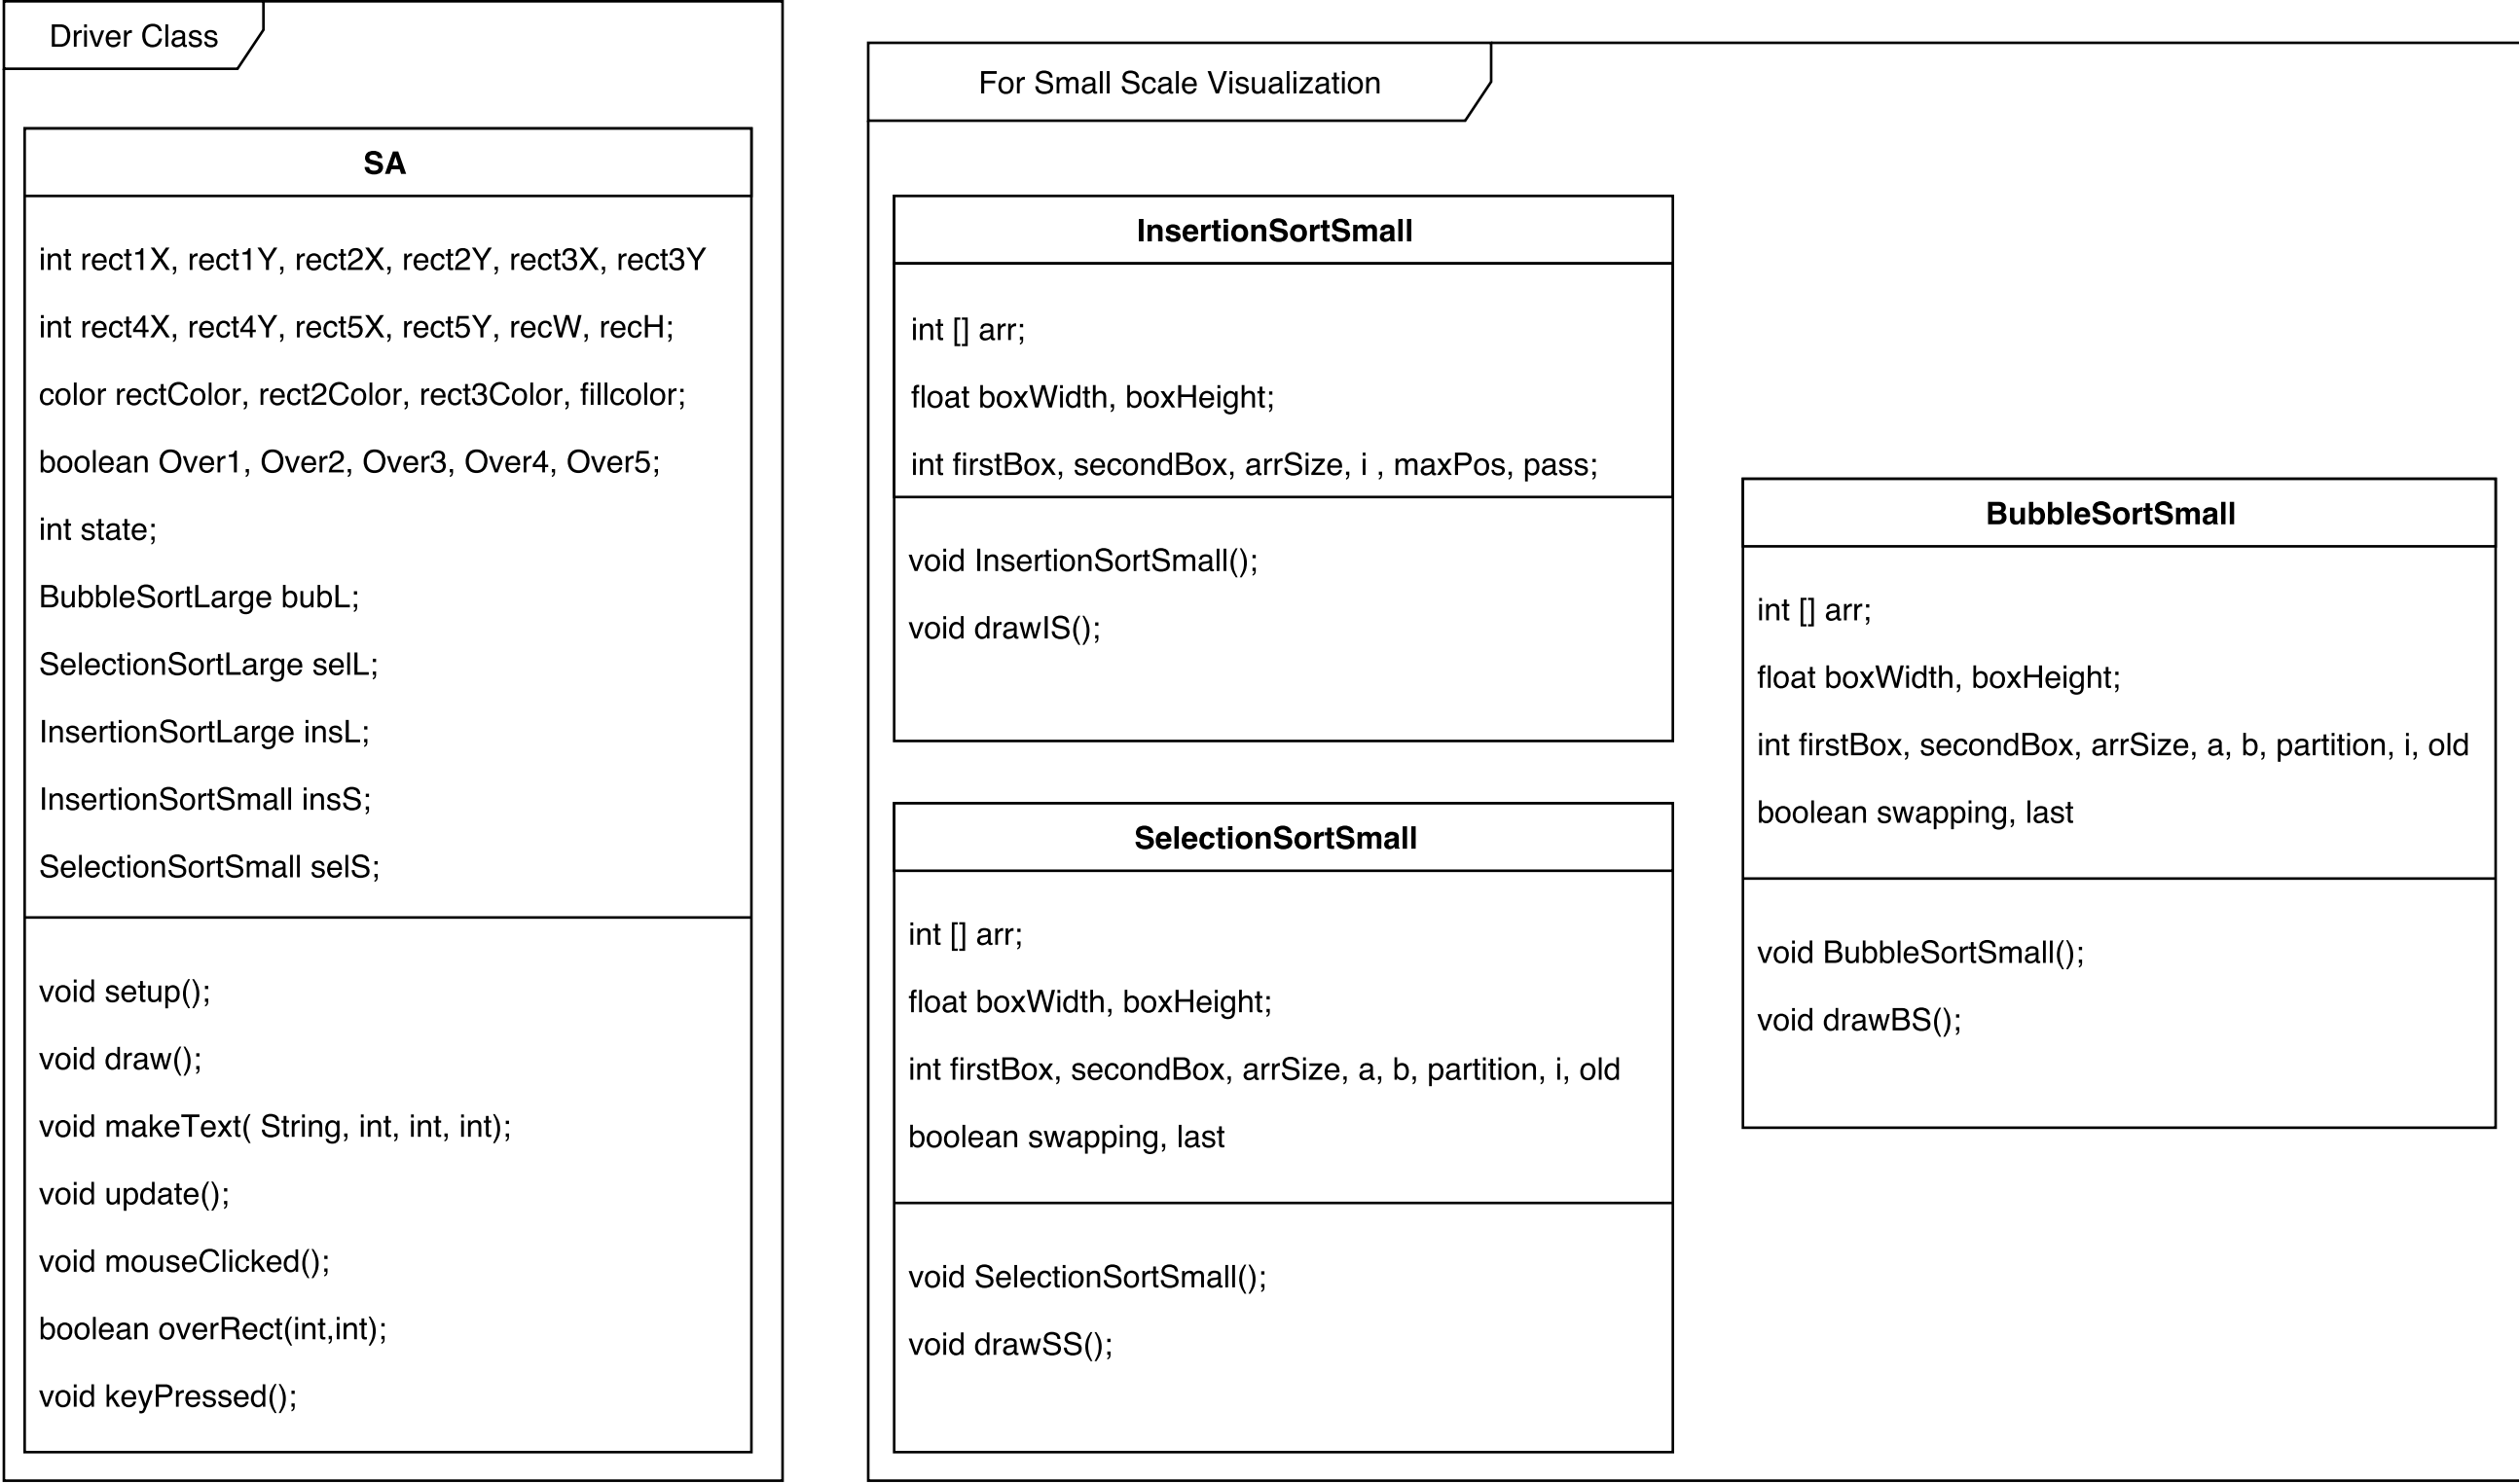 Driver Class
SA
int rect1X, rect1Y, rect2X, rect2Y, rect3X, rect3Y
int rect4X, rect4Y, rect5X, rect5Y, recW, recH;
color rectColor, rect2Color, rect3Color, fillcolor;
boolean Over1, Over2, Over3, Over4, Over5;
int state;
BubbleSortLarge bubL;
SelectionSortLarge selL;
InsertionSortLarge insL;
InsertionSortSmall insS;
SelectionSortSmall selS;
void setup();
void draw();
void makeText( String, int, int, int);
void update();
void mouseClicked();
boolean overRect(int,int);
void keyPressed();
For Small Scale Visualization
InsertionSortSmall
int [] arr;
float boxWidth, boxHeight;
int firstBox, secondBox, arrSize, i , maxPos, pass;
void InsertionSortSmall();
void drawIS();
SelectionSortSmall
int [] arr;
float boxWidth, boxHeight;
int firstBox, secondBox, arrSize, a, b, partition, i, old
boolean swapping, last
void SelectionSortSmall();
void drawSS();
BubbleSortSmall
int [] arr;
float boxWidth, boxHeight;
int firstBox, secondBox, arrSize, a, b, partition, i, old
boolean swapping, last
void BubbleSortSmall();
void drawBS();